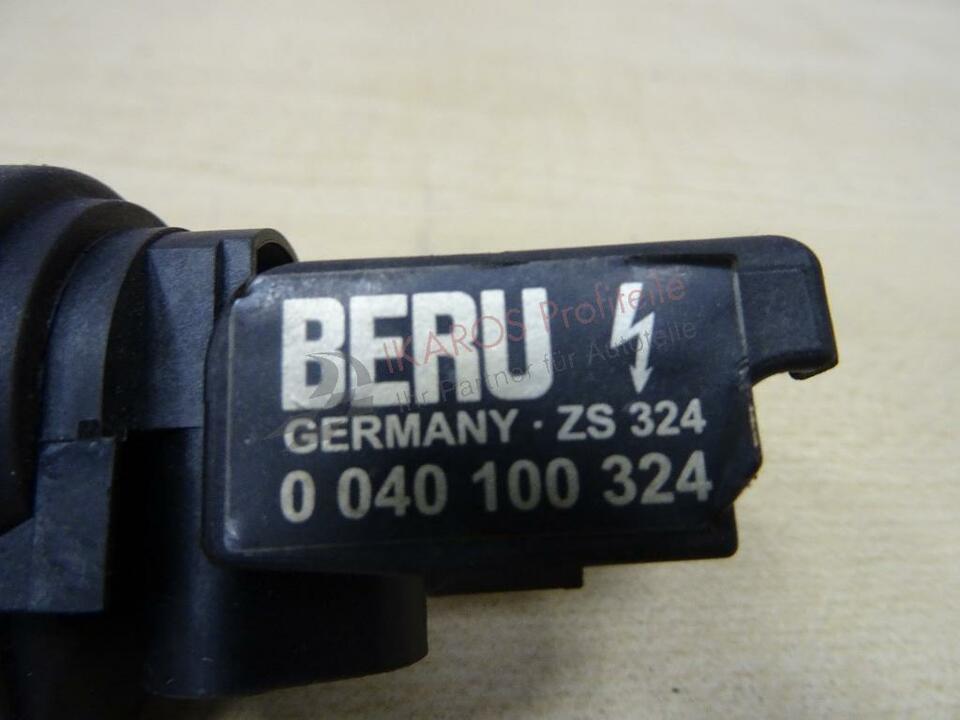 BERU
GERMANY · ZS 324
0 040 100 324
IKAROS Profiteile
Ihr Partner für Autoteile